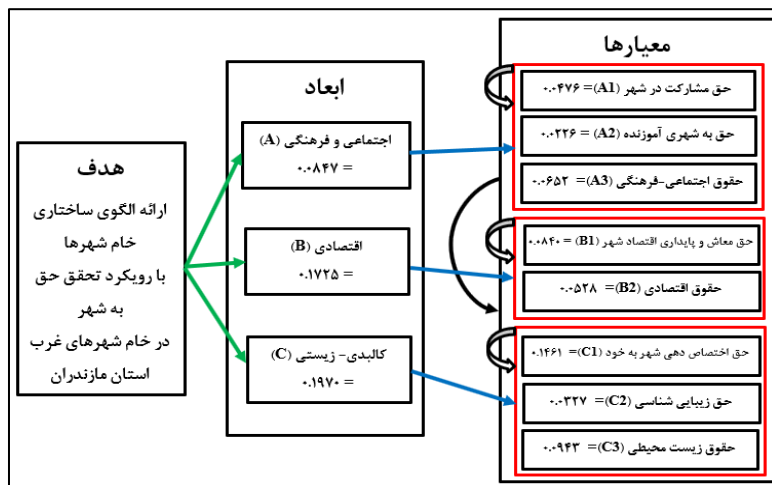 هدف
ارائه الگوی ساختاری
خام شهرها
با رویکرد تحقق حق
به شهر
در خام شهرهای غرب
استان مازندران
ابعاد
اجتماعی و فرهنگی (A)
= ۰.۰۸۴۷
اقتصادی (B)
= ۰.۱۷۲۵
کالبدی- زیستی (C)
= ۰.۱۹۷۰
معیارها
حق مشارکت در شهر (A1)= ۰.۰۴۷۶
حق به شهری آموزنده (A2)= ۰.۰۲۲۶
حقوق اجتماعی-فرهنگی (A3)= ۰.۰۶۵۲
حق معاش و پایداری اقتصاد شهر (B1) = ۰.۰۸۴۰
حقوق اقتصادی (B2)= ۰.۰۵۲۸
حق اختصاص دهی شهر به خود (C1)= ۰.۱۴۶۱
حق زیبایی شناسی (C2)= ۰.۰۳۲۷
حقوق زیست محیطی (C3)= ۰.۰۹۴۳